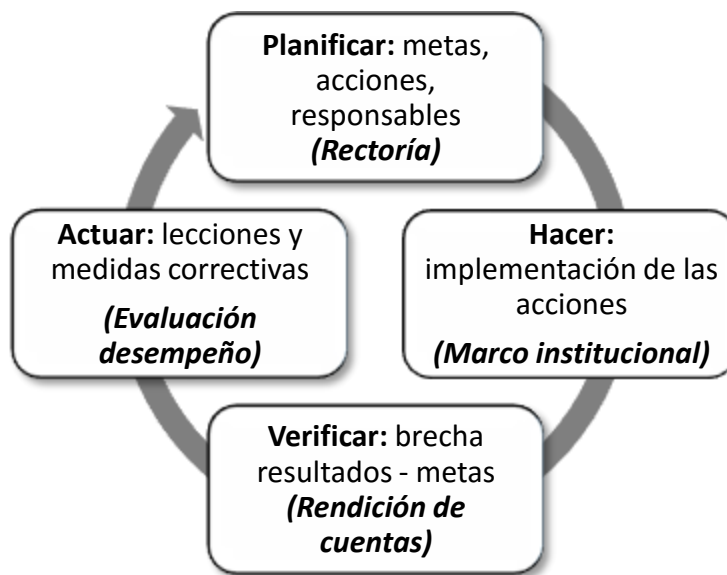 Planificar: metas,
acciones,
responsables
(Rectoría)
Hacer:
implementación de las
acciones
(Marco institucional)
Verificar: brecha
resultados - metas
(Rendición de
cuentas)
Actuar: lecciones y
medidas correctivas
(Evaluación
desempeño)